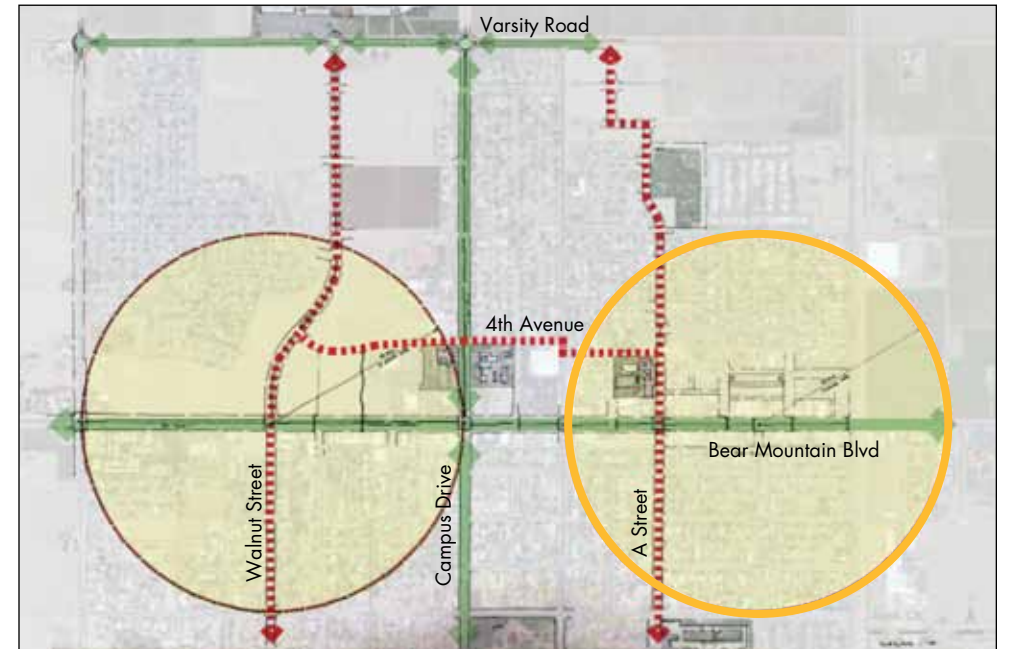 Varsity Road
4th Avenue
Bear Mountain Blvd
Walnut Street
Campus Drive
A Street